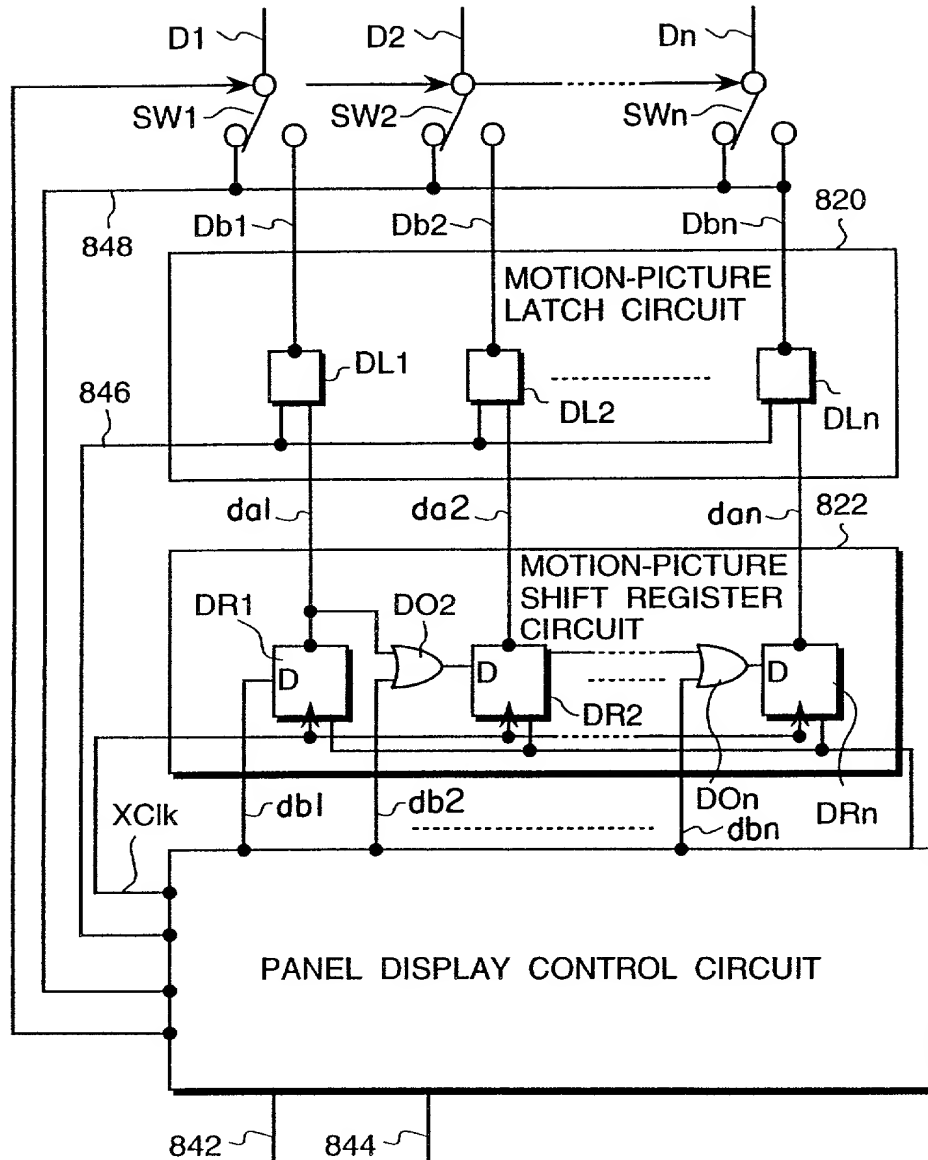 D1 D2 Dn
SW1 SW2 SWn
848 Db1 Db2 Dbn 820
MOTION-PICTURE
LATCH CIRCUIT
846 DL1 DL2 DLn
da1 da2 dan 822
MOTION-PICTURE
SHIFT REGISTER
CIRCUIT
DR1 DO2
D D D
DR2
XClk db1 db2 dbn DOn DRn
PANEL DISPLAY CONTROL CIRCUIT
842 844